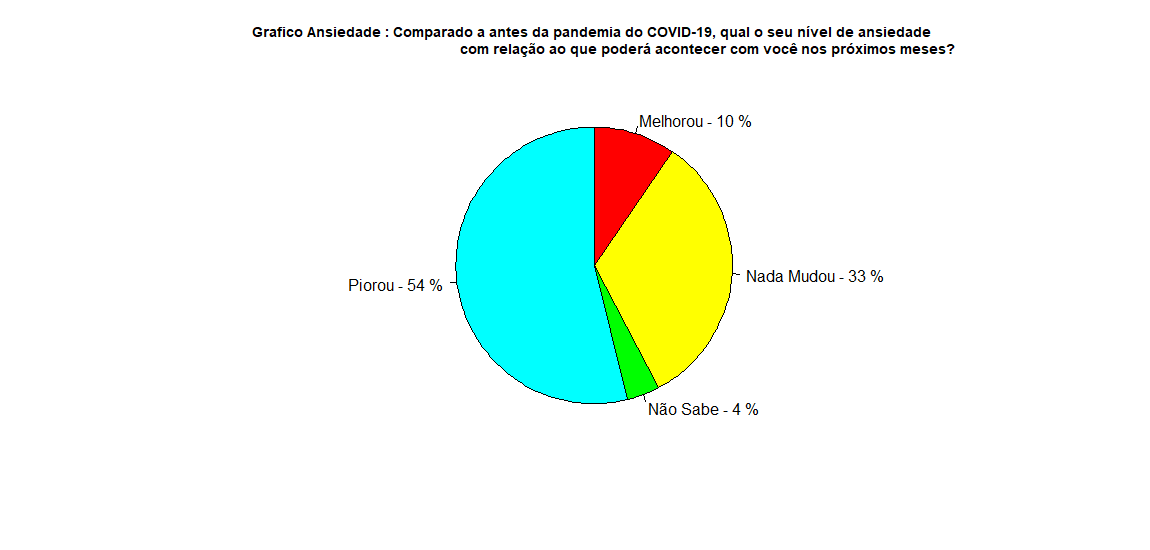 Grafico Ansiedade : Comparado a antes da pandemia do COVID-19, qual o seu nível de ansiedade
com relação ao que poderá acontecer com você nos próximos meses?
Melhorou - 10 %
Nada Mudou - 33 %
Piorou - 54 %
Não Sabe - 4 %